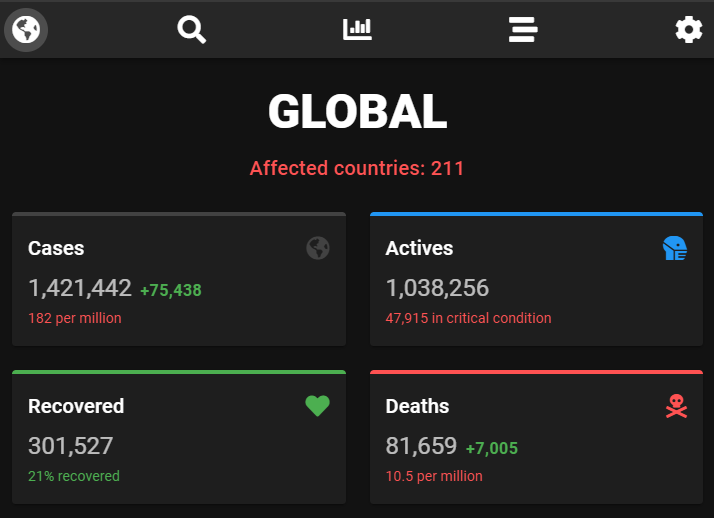 GLOBAL
Affected countries: 211
Cases
1,421,442 +75,438
182 per million
Actives
1,038,256
47,915 in critical condition
Recovered
301,527
21% recovered
Deaths
81,659 +7,005
10.5 per million